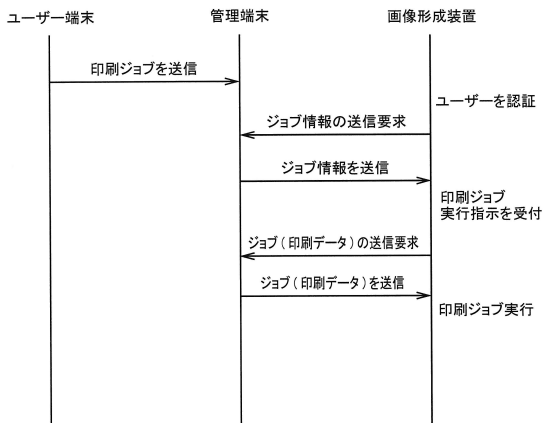 ユーザー端末
管理端末
画像形成装置
印刷ジョブを送信
ユーザーを認証
ジョブ情報の送信要求
ジョブ情報を送信
印刷ジョブ
実行指示を受付
ジョブ(印刷データ)の送信要求
ジョブ(印刷データ)を送信
印刷ジョブ実行